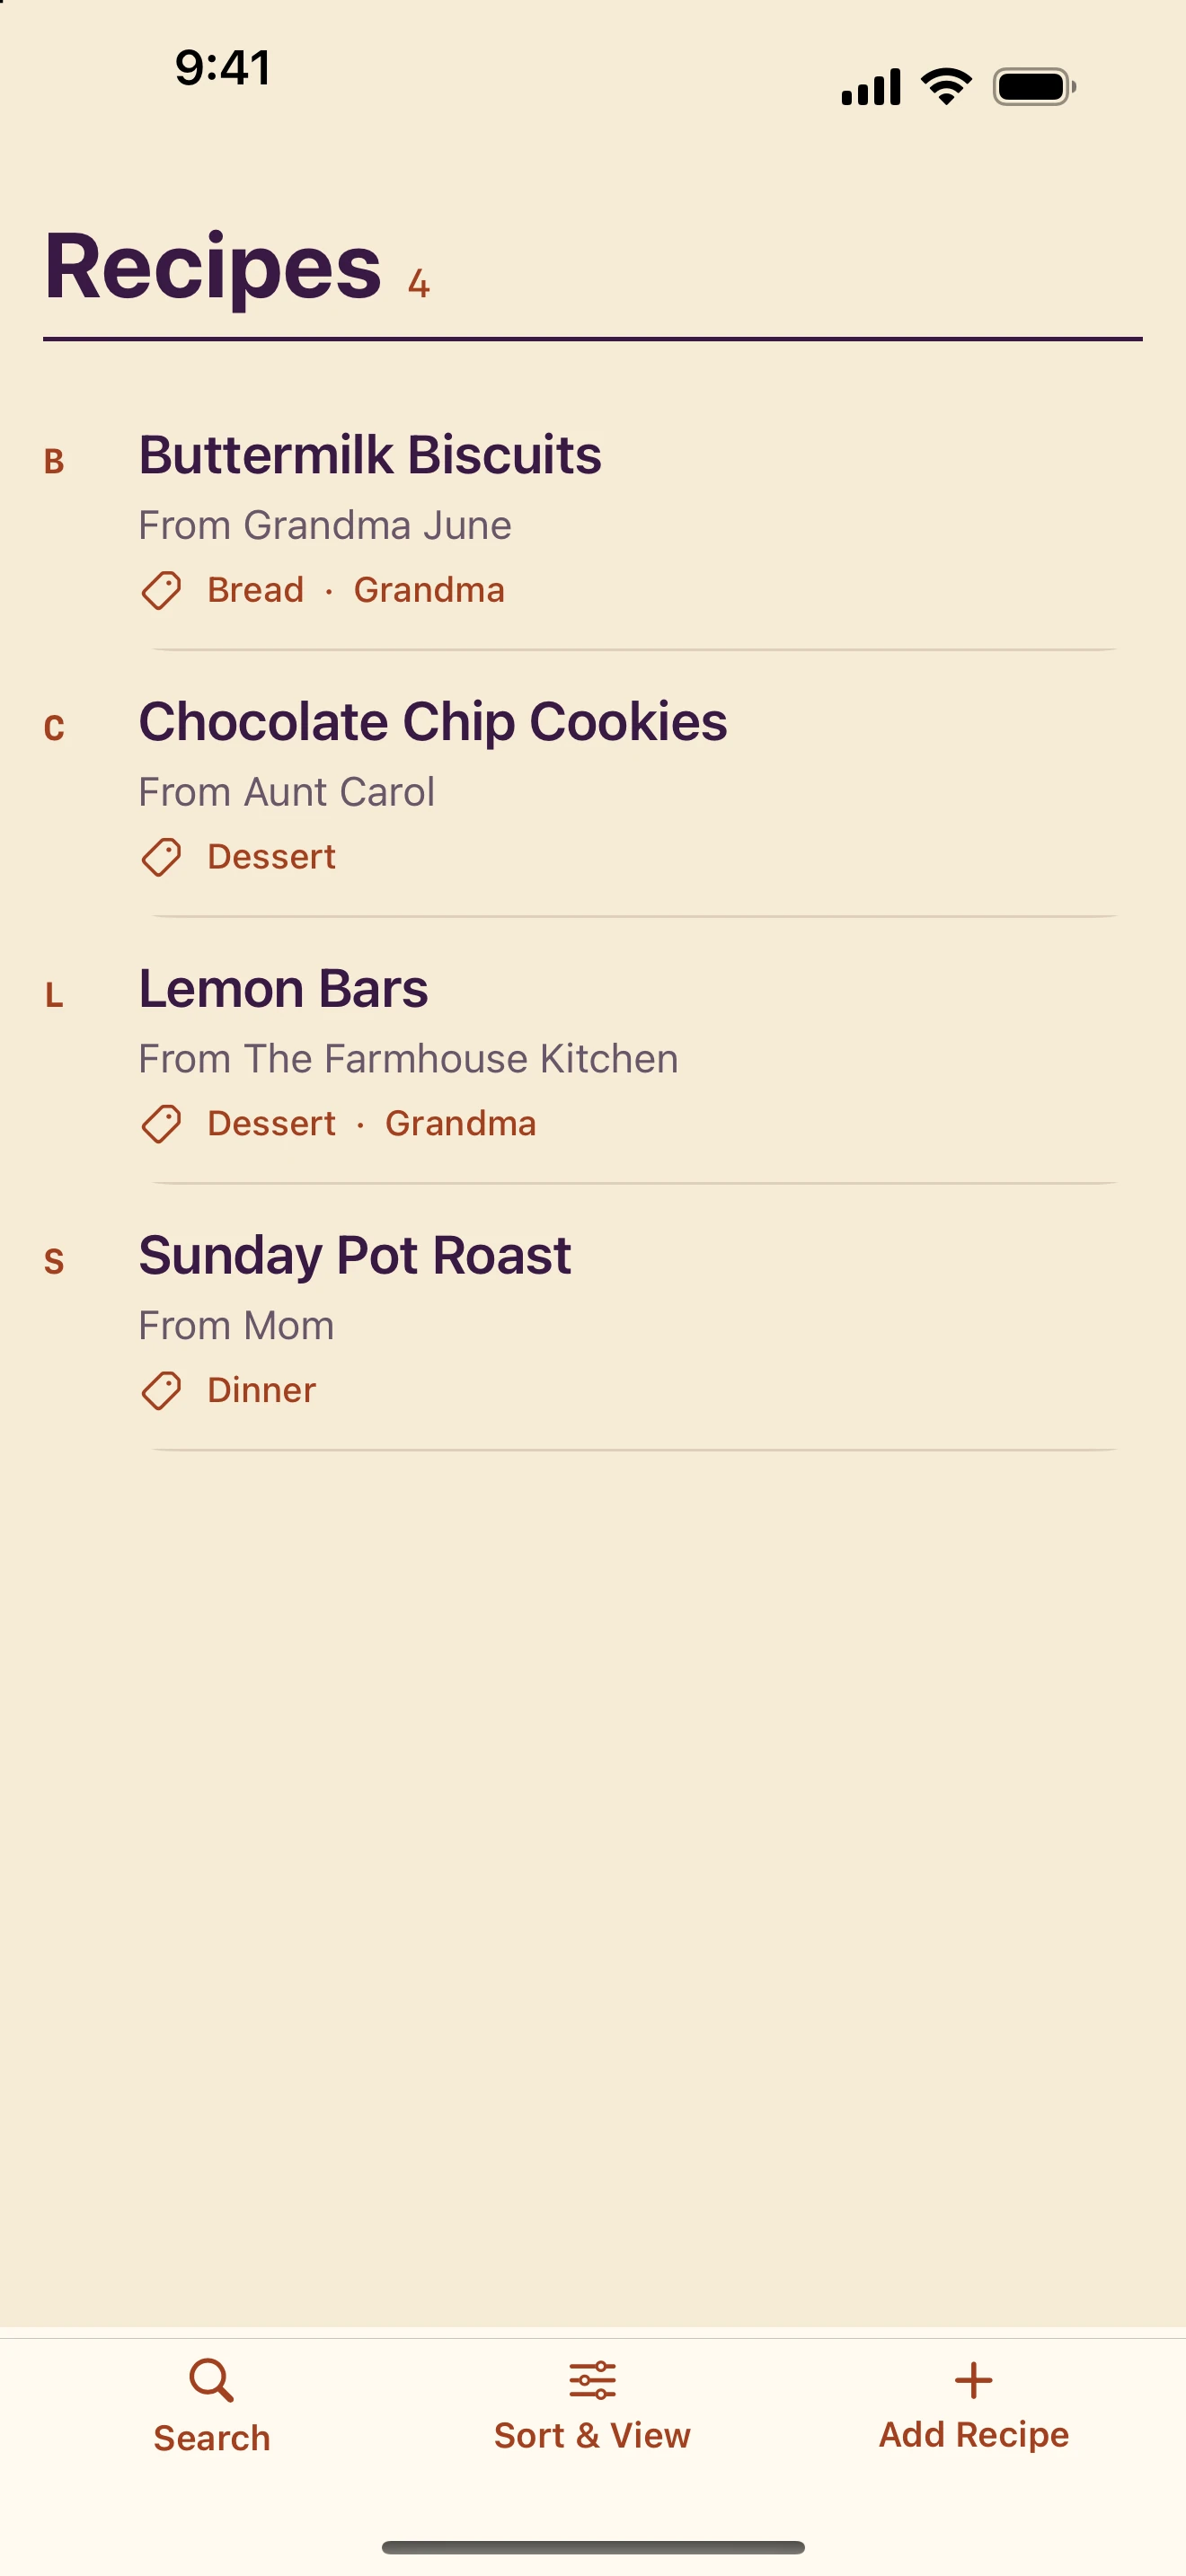 9:41
Recipes 4
B Buttermilk Biscuits
From Grandma June
Bread · Grandma
C Chocolate Chip Cookies
From Aunt Carol
Dessert
L Lemon Bars
From The Farmhouse Kitchen
Dessert · Grandma
S Sunday Pot Roast
From Mom
Dinner
Search Sort & View Add Recipe